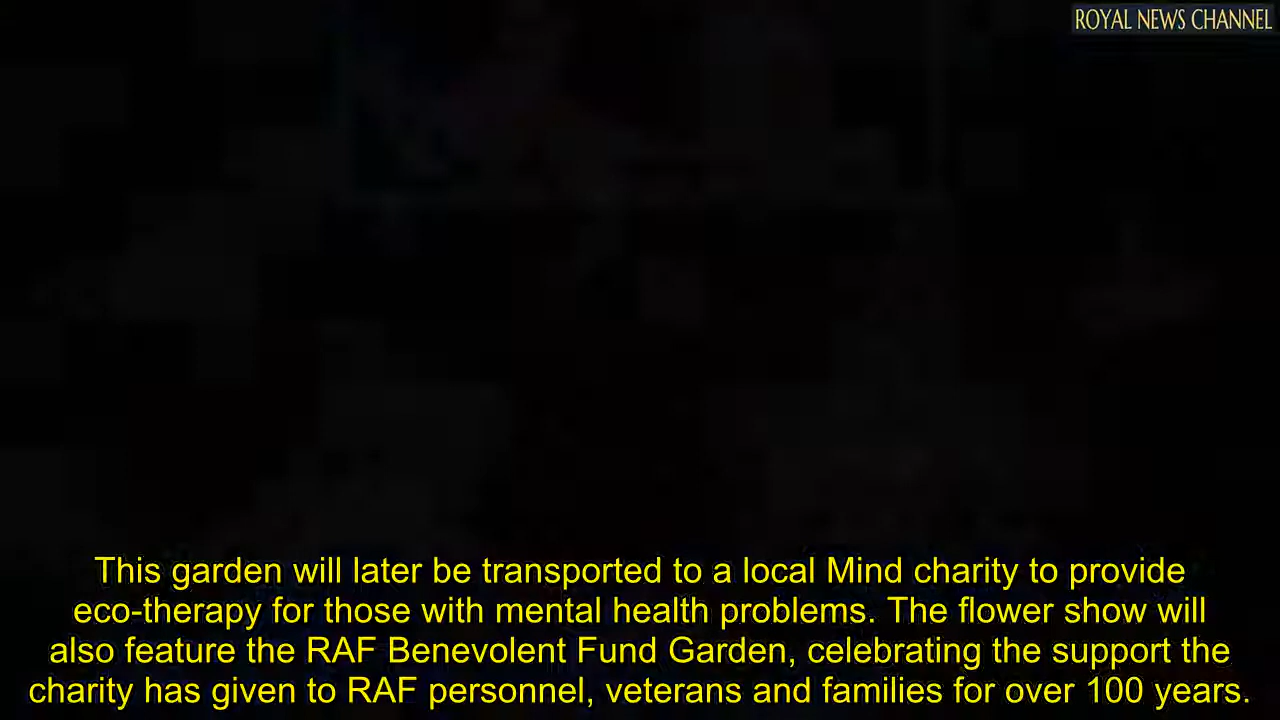 ROYAL NEWS CHANNEL
This garden will later be transported to a local Mind charity to provide
eco-therapy for those with mental health problems. The flower show will
also feature the RAF Benevolent Fund Garden, celebrating the support the
charity has given to RAF personnel, veterans and families for over 100 years.